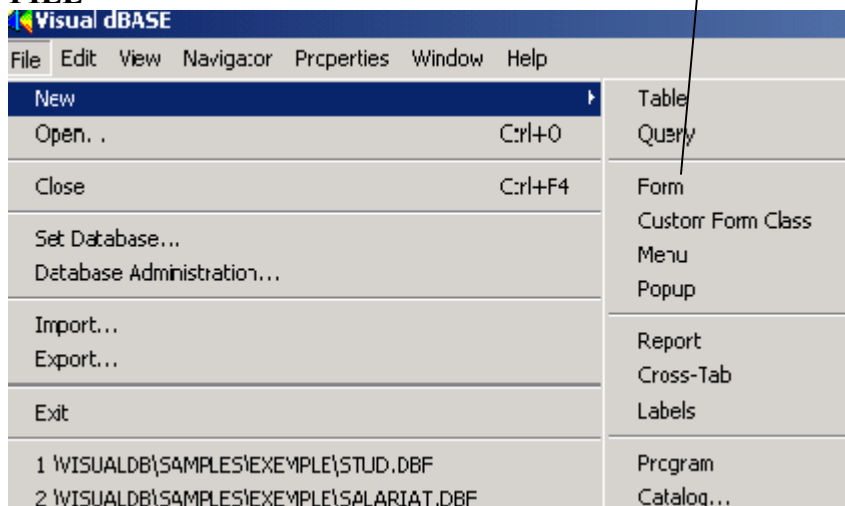 FILE
Visual dBASE
File Edit View Navigator Properties Window Help
New
Open...
Ctrl+O
Close
Ctrl+F4
Set Database...
Database Administration...
Import...
Export...
Exit
1 \VISUALDB\SAMPLES\EXEMPLE\STUD.DBF
2 \VISUALDB\SAMPLES\EXEMPLE\SALARIAT.DBF
Table
Query
Form
Custom Form Class
Menu
Popup
Report
Cross-Tab
Labels
Program
Catalog...